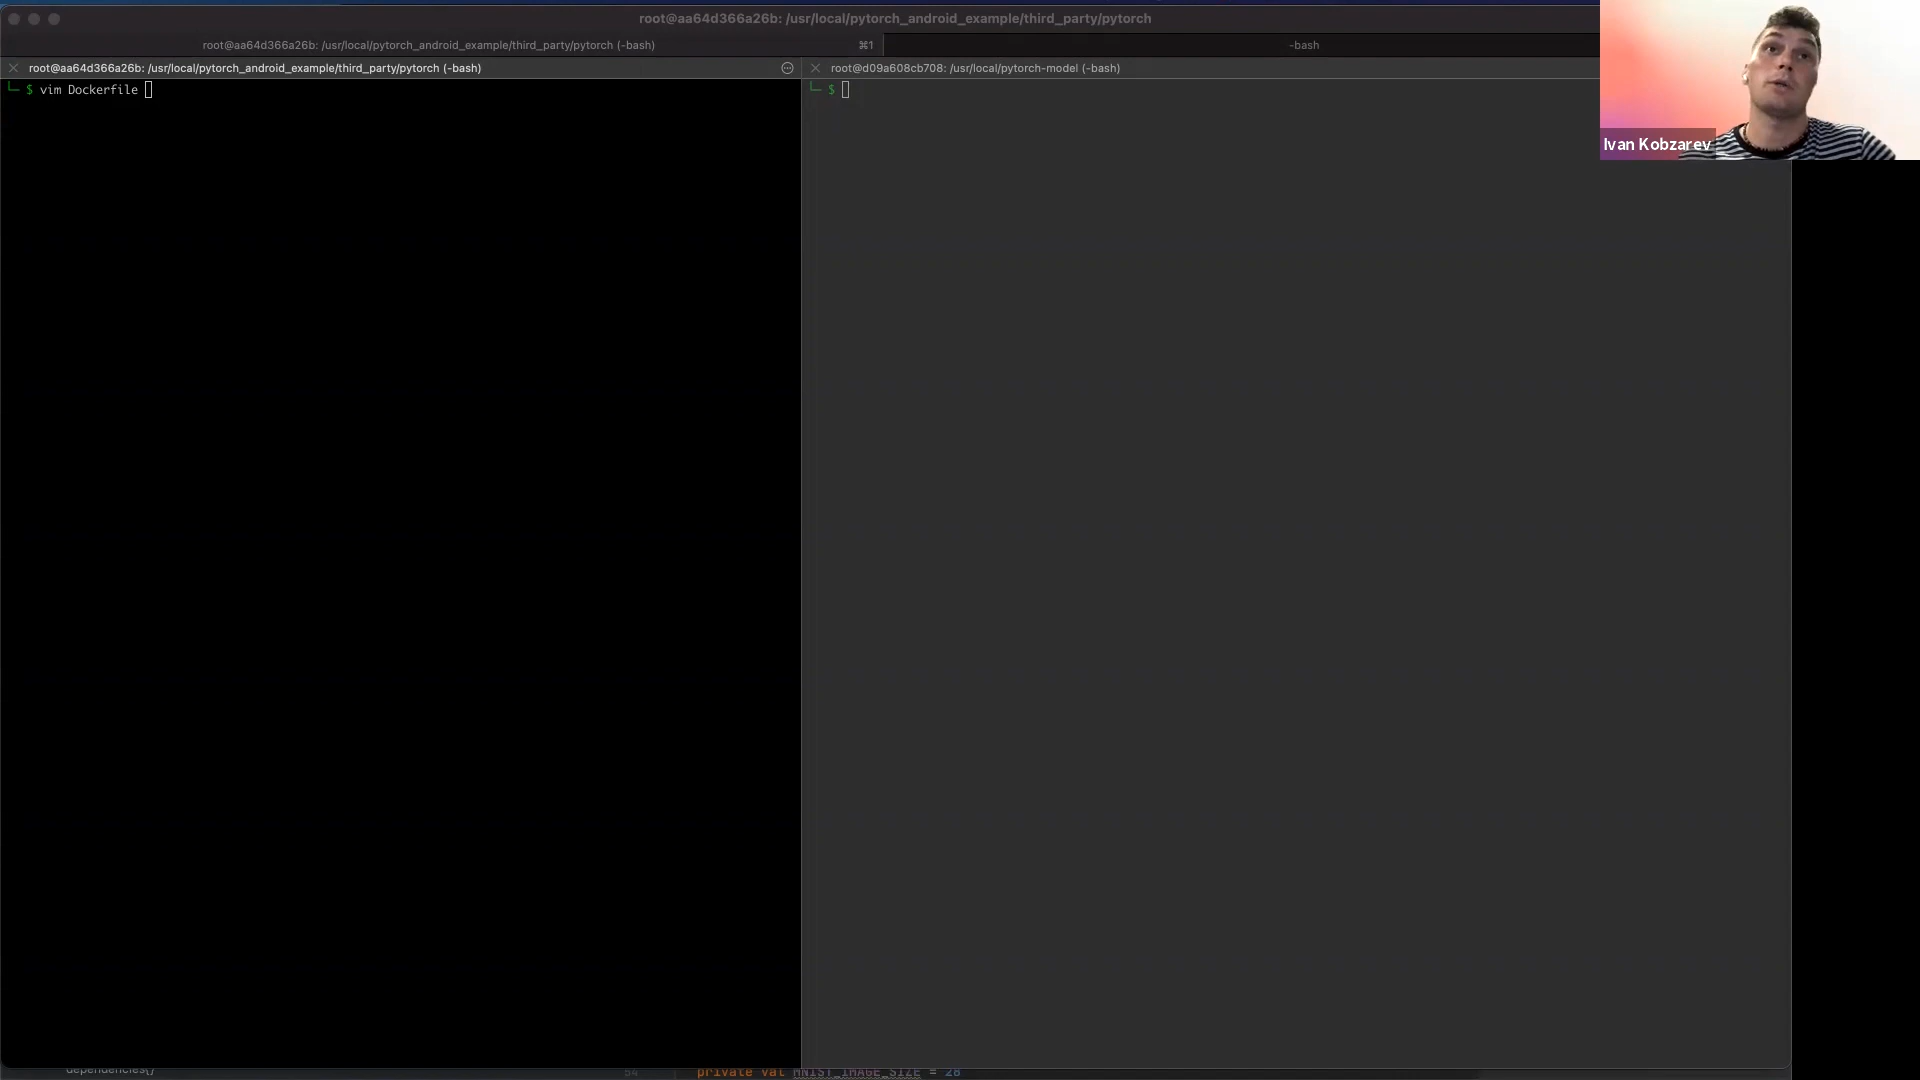 root@aa64d366a26b: /usr/local/pytorch_android_example/third_party/pytorch
root@aa64d366a26b: /usr/local/pytorch_android_example/third_party/pytorch (-bash)
⌘1
-bash
root@aa64d366a26b: /usr/local/pytorch_android_example/third_party/pytorch (-bash)
root@d09a608cb708: /usr/local/pytorch-model (-bash)
$ vim Dockerfile
$
Ivan Kobzarev
dependencies{}
54 private val MNIST_IMAGE_SIZE = 28